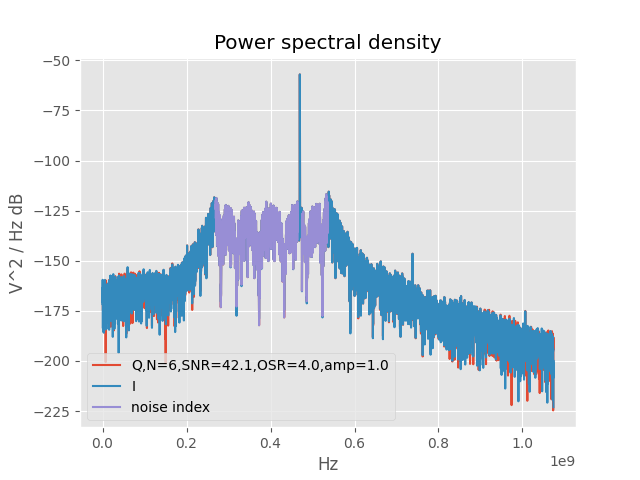 Power spectral density
−50
−75
−100
−125
−150
−175
−200
−225
V^2 / Hz dB
Q,N=6,SNR=42.1,OSR=4.0,amp=1.0
I
noise index
0.0
0.2
0.4
0.6
0.8
1.0
1e9
Hz